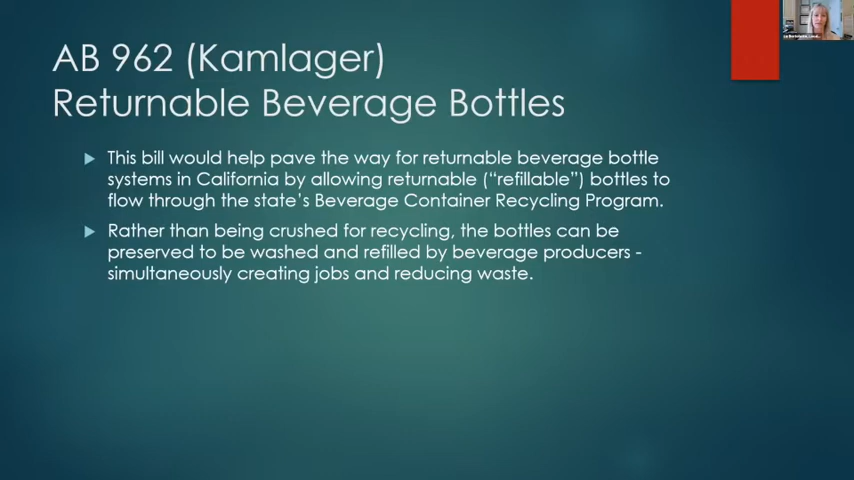 AB 962 (Kamlager)
Returnable Beverage Bottles
This bill would help pave the way for returnable beverage bottle
systems in California by allowing returnable (“refillable”) bottles to
flow through the state’s Beverage Container Recycling Program.
Rather than being crushed for recycling, the bottles can be
preserved to be washed and refilled by beverage producers -
simultaneously creating jobs and reducing waste.